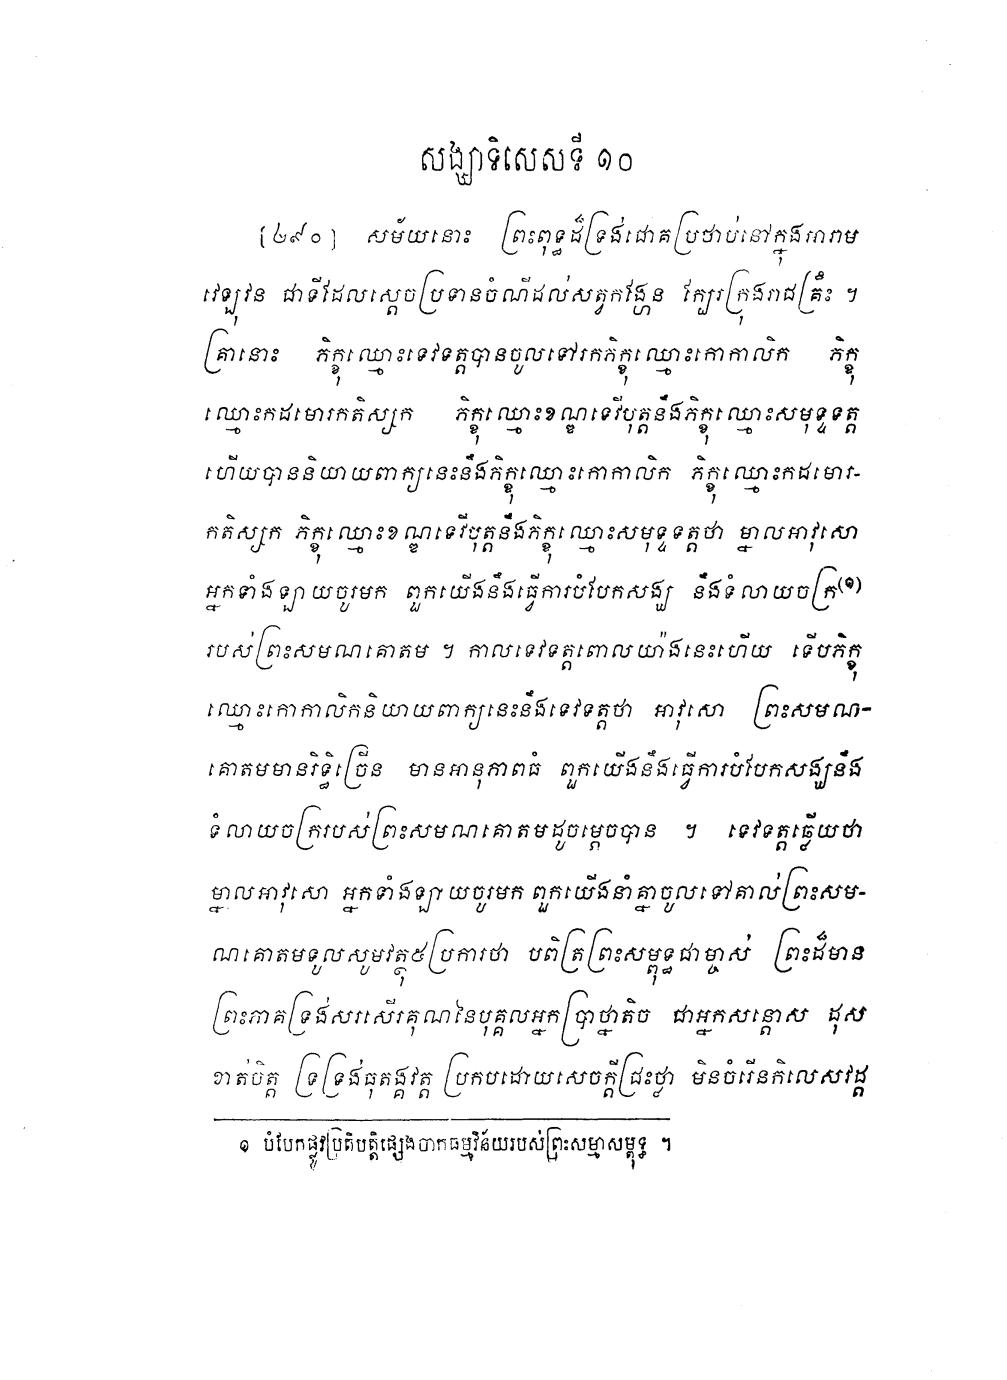 សង្ឃាទិសេសទី ១០
[៤៩០] សម័យនោះ ព្រះពុទ្ធដ៏ទ្រង់ជោគប្រថាប់នៅក្នុងអារាម
វេឡុវន ជាទីដែលស្តេចប្រទានចំណីដល់សត្វកង្ហែន ក្បែរក្រុងរាជគ្រឹះ ។
គ្រានោះ ភិក្ខុឈ្មោះទេវទត្តបានចូលទៅរកភិក្ខុឈ្មោះកោកាលិក ភិក្ខុ
ឈ្មោះកដមោរកតិស្សក ភិក្ខុឈ្មោះខណ្ឌទេវីបុត្តនឹងភិក្ខុឈ្មោះសមុទ្ទទត្ត
ហើយបាននិយាយពាក្យនេះនឹងភិក្ខុឈ្មោះកោកាលិក ភិក្ខុឈ្មោះកដមោរ-
កតិស្សក ភិក្ខុឈ្មោះខណ្ឌទេវីបុត្តនឹងភិក្ខុឈ្មោះសមុទ្ទទត្តថា ម្នាលអាវុសោ
អ្នកទាំងឡាយចូរមក ពួកយើងនឹងធ្វើការបំបែកសង្ឃ នឹងទំលាយចក្រ(១)
របស់ព្រះសមណគោតម ។ កាលទេវទត្តពោលយ៉ាងនេះហើយ ទើបភិក្ខុ
ឈ្មោះកោកាលិកនិយាយពាក្យនេះនឹងទេវទត្តថា អាវុសោ ព្រះសមណ-
គោតមមានរិទ្ធិច្រើន មានអានុភាពធំ ពួកយើងនឹងធ្វើការបំបែកសង្ឃនឹង
ទំលាយចក្ររបស់ព្រះសមណគោតមដូចម្តេចបាន ។ ទេវទត្តឆ្លើយថា
ម្នាលអាវុសោ អ្នកទាំងឡាយចូរមក ពួកយើងនាំគ្នាចូលទៅគាល់ព្រះសម-
ណគោតមទូលសូមវត្ថុ៥ប្រការថា បពិត្រព្រះសម្ពុទ្ធជាម្ចាស់ ព្រះដ៏មាន
ព្រះភាគទ្រង់សរសើរគុណនៃបុគ្គលអ្នកប្រាថ្នាតិច ជាអ្នកសន្តោស ដុស
ខាត់ចិត្ត ទ្រទ្រង់ធុតង្គវត្ត ប្រកបដោយសេចក្តីជ្រះថ្លា មិនចំរើនកិលេសវដ្ត
១ បំបែកផ្លូវប្រតិបត្តិផ្សេងចាកធម្មវិន័យរបស់ព្រះសម្មាសម្ពុទ្ធ ។